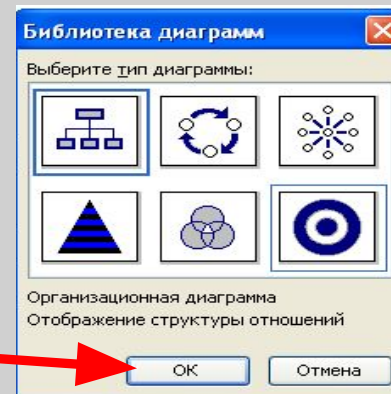 Библиотека диаграмм
Выберите тип диаграммы:
Организационная диаграмма
Отображение структуры отношений
ОК
Отмена